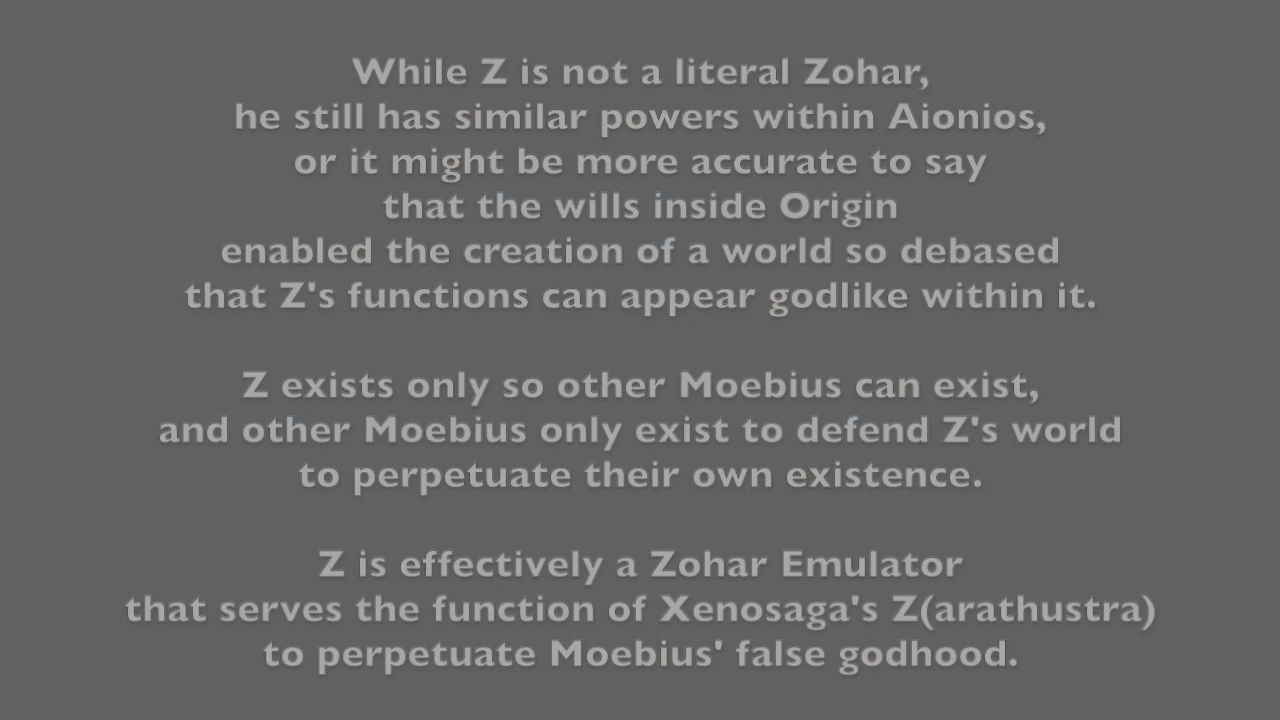 While Z is not a literal Zohar,
he still has similar powers within Aionios,
or it might be more accurate to say
that the wills inside Origin
enabled the creation of a world so debased
that Z's functions can appear godlike within it.
Z exists only so other Moebius can exist,
and other Moebius only exist to defend Z's world
to perpetuate their own existence.
Z is effectively a Zohar Emulator
that serves the function of Xenosaga's Z(arathustra)
to perpetuate Moebius' false godhood.